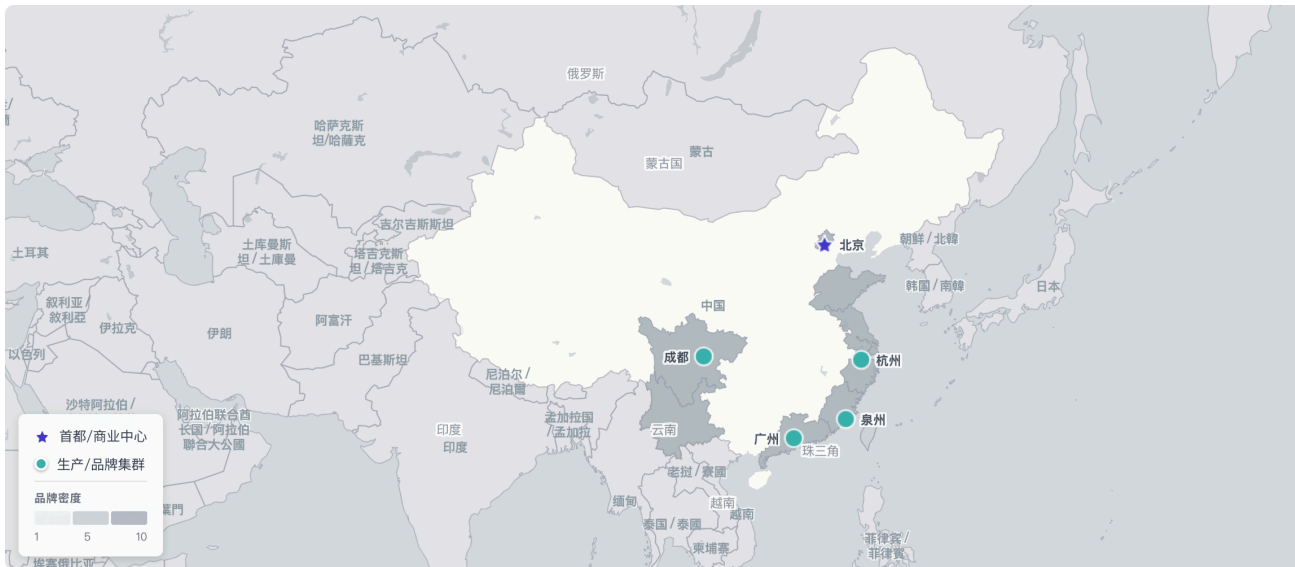 俄罗斯
哈萨克斯
坦/哈薩克
蒙古
蒙古国
吉尔吉斯斯坦
土耳其
土库曼斯
坦/土庫曼
塔吉克斯
坦/塔吉克
北京
朝鲜/北韓
韩国/南韓
日本
叙利亚/
敘利亞
伊拉克
伊朗
阿富汗
中国
以色列
巴基斯坦
成都
杭州
尼泊尔/
尼泊爾
沙特阿拉伯/
阿拉伯联合酋
长国/阿拉伯
聯合大公國
孟加拉国
/孟加拉
印度
印度
云南
广州
泉州
珠三角
老挝/寮國
缅甸
越南
越南
泰国/泰國
柬埔寨
菲律宾/
菲律賓
葉門
埃塞俄比亚
首都/商业中心
生产/品牌集群
品牌密度
1 5 10